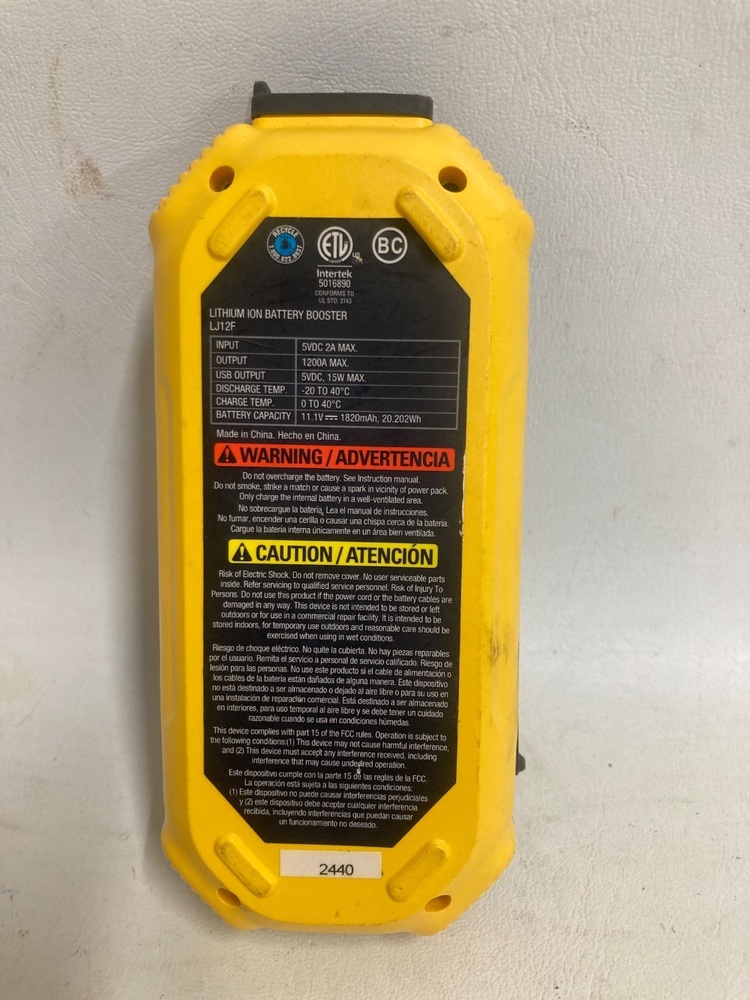 RECYCLE
1.800.822.8837
ETL
US
BC
Intertek
5016890
CONFORMS TO
UL STD. 2743
LITHIUM ION BATTERY BOOSTER
LJ12F
INPUT 5VDC 2A MAX.
OUTPUT 1200A MAX.
USB OUTPUT 5VDC, 15W MAX.
DISCHARGE TEMP. -20 TO 40°C
CHARGE TEMP. 0 TO 40°C
BATTERY CAPACITY 11.1V⎓1820mAh, 20.202Wh
Made in China. Hecho en China.
WARNING / ADVERTENCIA
Do not overcharge the battery. See Instruction manual.
Do not smoke, strike a match or cause a spark in vicinity of power pack.
Only charge the internal battery in a well-ventilated area.
No sobrecargue la batería, Lea el manual de instrucciones.
No fumar, encender una cerilla o causar una chispa cerca de la batería.
Cargue la batería interna únicamente en un área bien ventilada.
CAUTION / ATENCIÓN
Risk of Electric Shock. Do not remove cover. No user serviceable parts
inside. Refer servicing to qualified service personnel. Risk of Injury To
Persons. Do not use this product if the power cord or the battery cables are
damaged in any way. This device is not intended to be stored or left
outdoors or for use in a commercial repair facility. It is intended to be
stored indoors, for temporary use outdoors and reasonable care should be
exercised when using in wet conditions.
Riesgo de choque eléctrico. No quite la cubierta. No hay piezas reparables
por el usuario. Remita el servicio a personal de servicio calificado. Riesgo de
lesión para las personas. No use este producto si el cable de alimentación o
los cables de la batería están dañados de alguna manera. Este dispositivo
no está destinado a ser almacenado o dejado al aire libre o para su uso en
una instalación de reparación comercial. Está destinado a ser almacenado
en interiores, para uso temporal al aire libre y se debe tener un cuidado
razonable cuando se usa en condiciones húmedas.
This device complies with part 15 of the FCC rules. Operation is subject to
the following conditions:(1) This device may not cause harmful interference,
and (2) This device must accept any interference received, including
interference that may cause undesired operation.
Este dispositivo cumple con la parte 15 de las reglas de la FCC.
La operación está sujeta a las siguientes condiciones:
(1) Este dispositivo no puede causar interferencias perjudiciales
y (2) este dispositivo debe aceptar cualquier interferencia
recibida, incluyendo interferencias que puedan causar
un funcionamiento no deseado.
2440